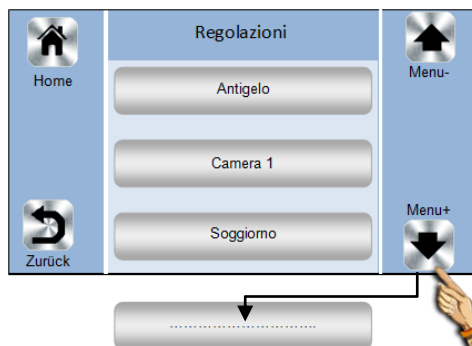 Regolazioni
Home
Menu-
Antigelo
Camera 1
Soggiorno
Menu+
Zurück
……………………….